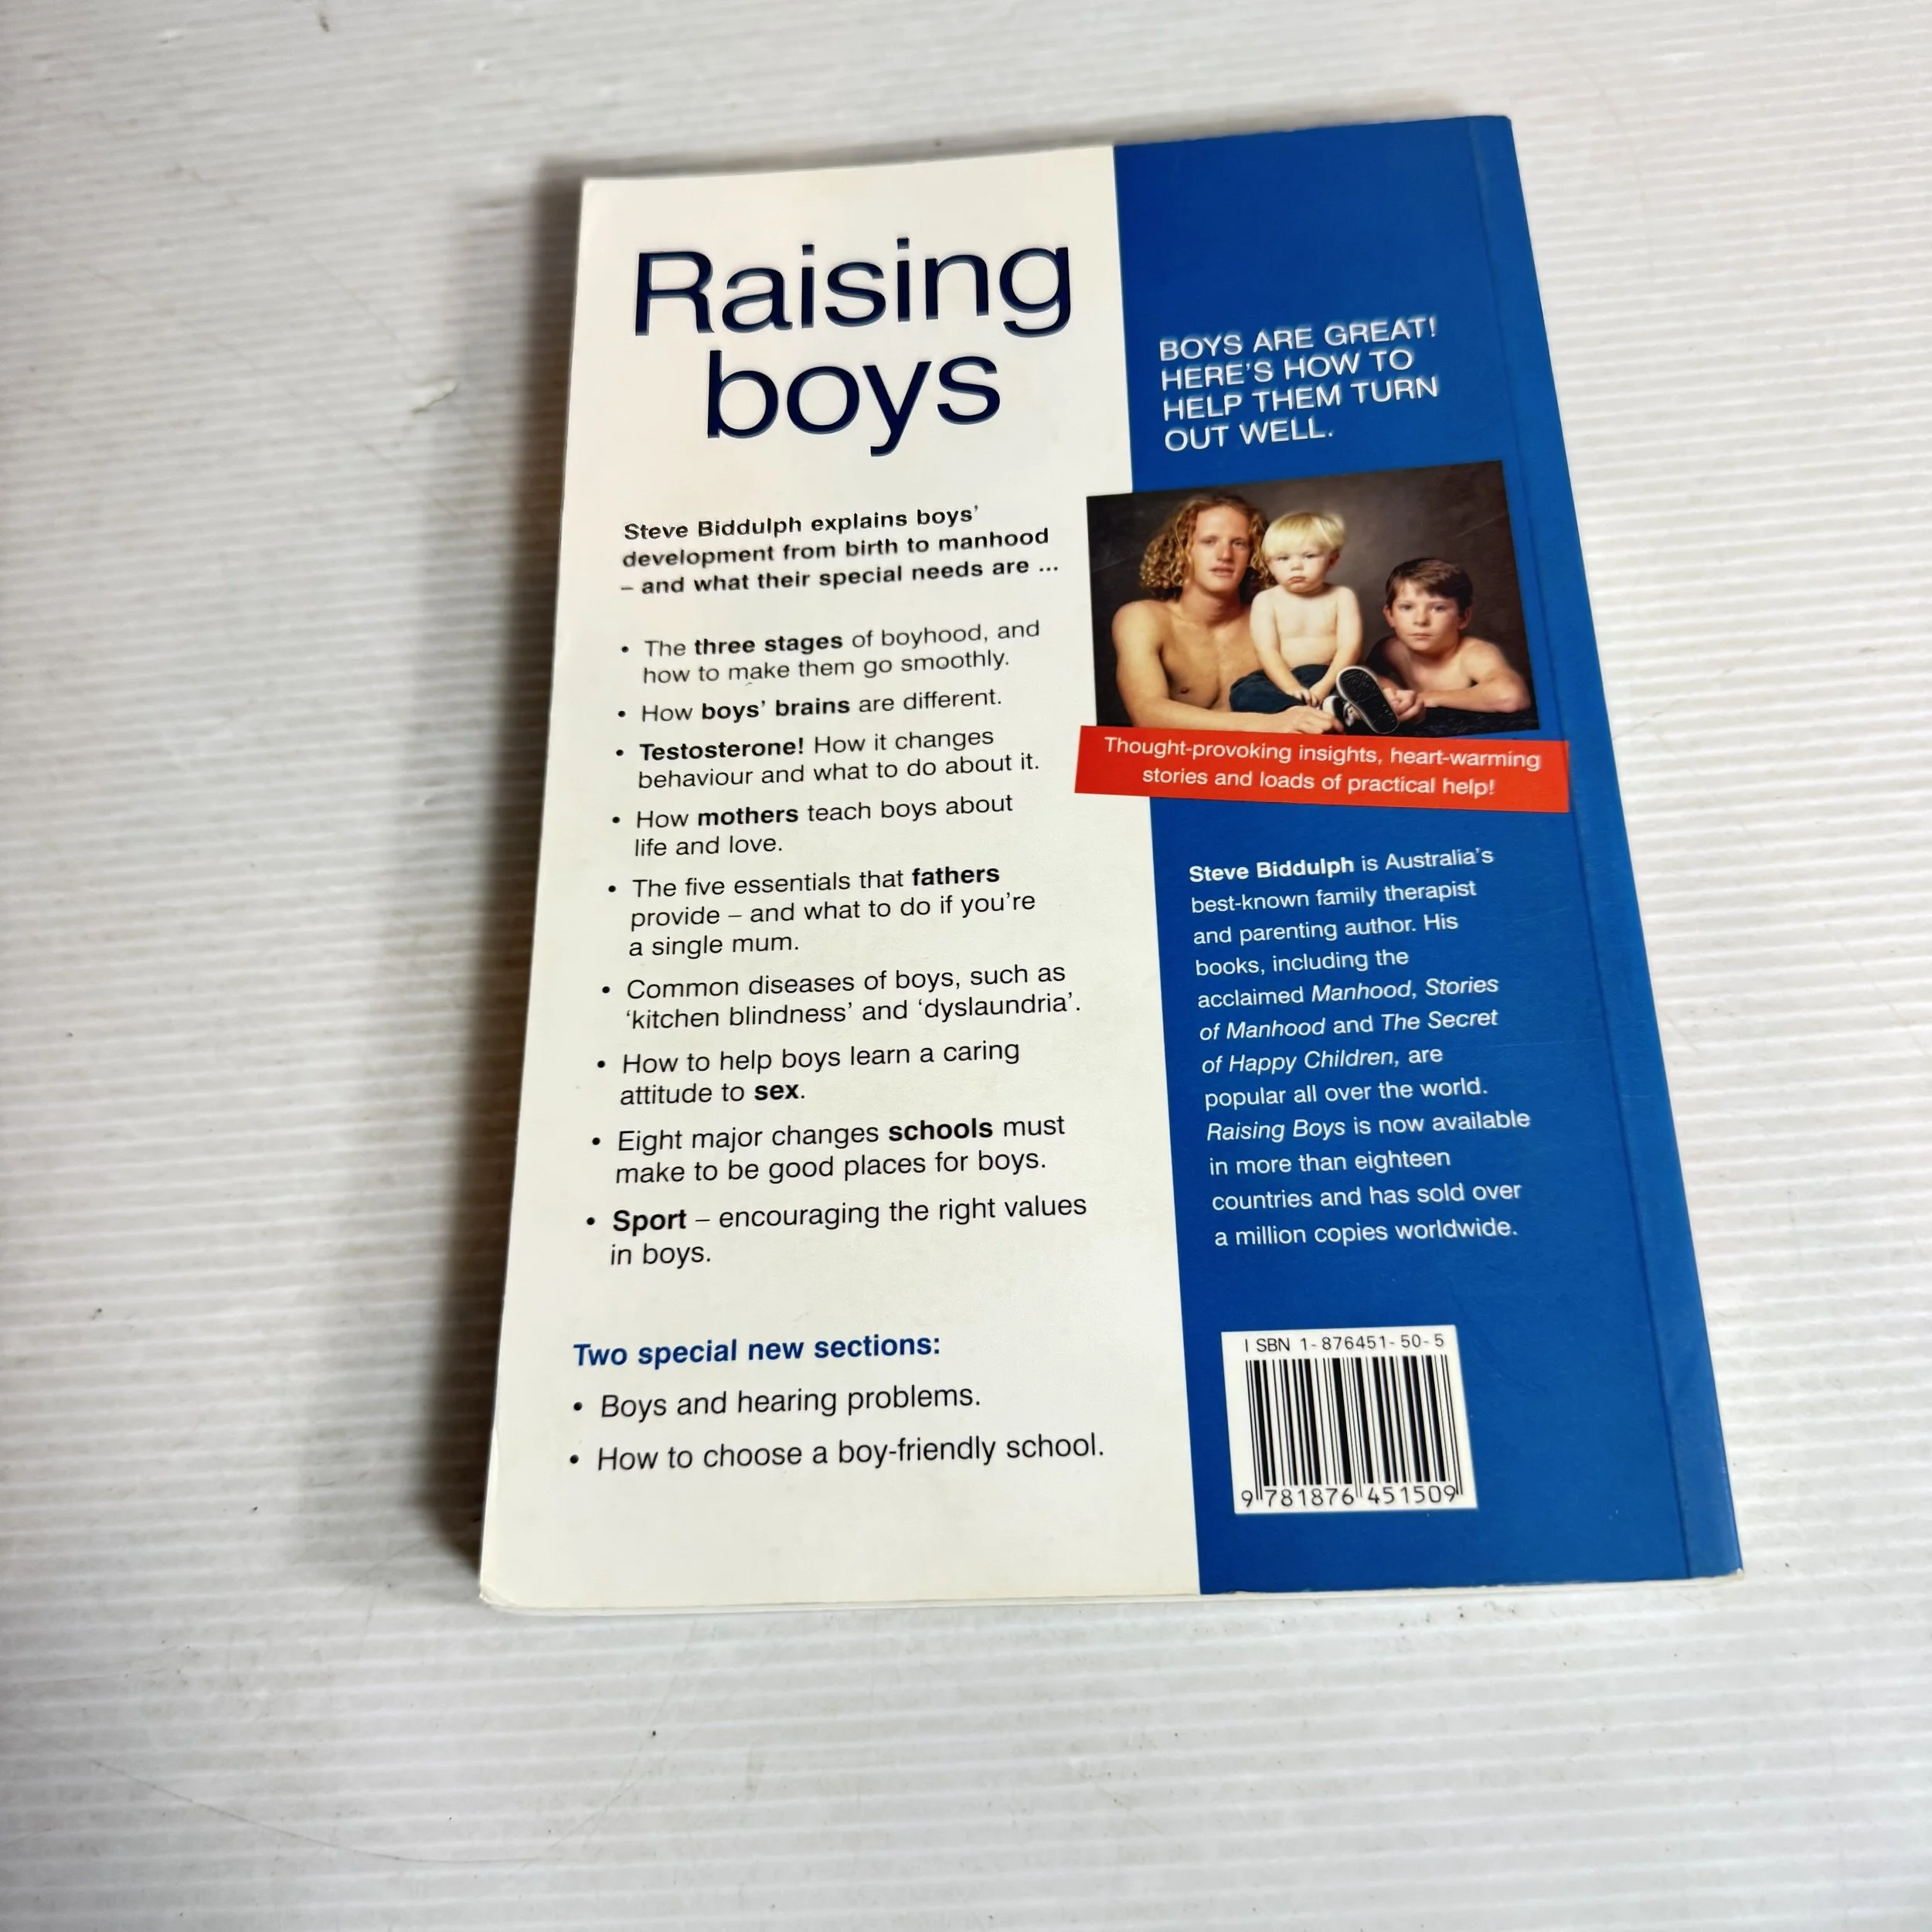 Raising
boys
Steve Biddulph explains boys'
development from birth to manhood
– and what their special needs are ...
• The three stages of boyhood, and
how to make them go smoothly.
• How boys' brains are different.
• Testosterone! How it changes
behaviour and what to do about it.
• How mothers teach boys about
life and love.
• The five essentials that fathers
provide – and what to do if you're
a single mum.
• Common diseases of boys, such as
'kitchen blindness' and 'dyslaundria'.
• How to help boys learn a caring
attitude to sex.
• Eight major changes schools must
make to be good places for boys.
• Sport – encouraging the right values
in boys.
Two special new sections:
• Boys and hearing problems.
• How to choose a boy-friendly school.
BOYS ARE GREAT!
HERE'S HOW TO
HELP THEM TURN
OUT WELL.
Thought-provoking insights, heart-warming
stories and loads of practical help!
Steve Biddulph is Australia's
best-known family therapist
and parenting author. His
books, including the
acclaimed Manhood, Stories
of Manhood and The Secret
of Happy Children, are
popular all over the world.
Raising Boys is now available
in more than eighteen
countries and has sold over
a million copies worldwide.
ISBN 1-876451-50-5
9 781876 451509